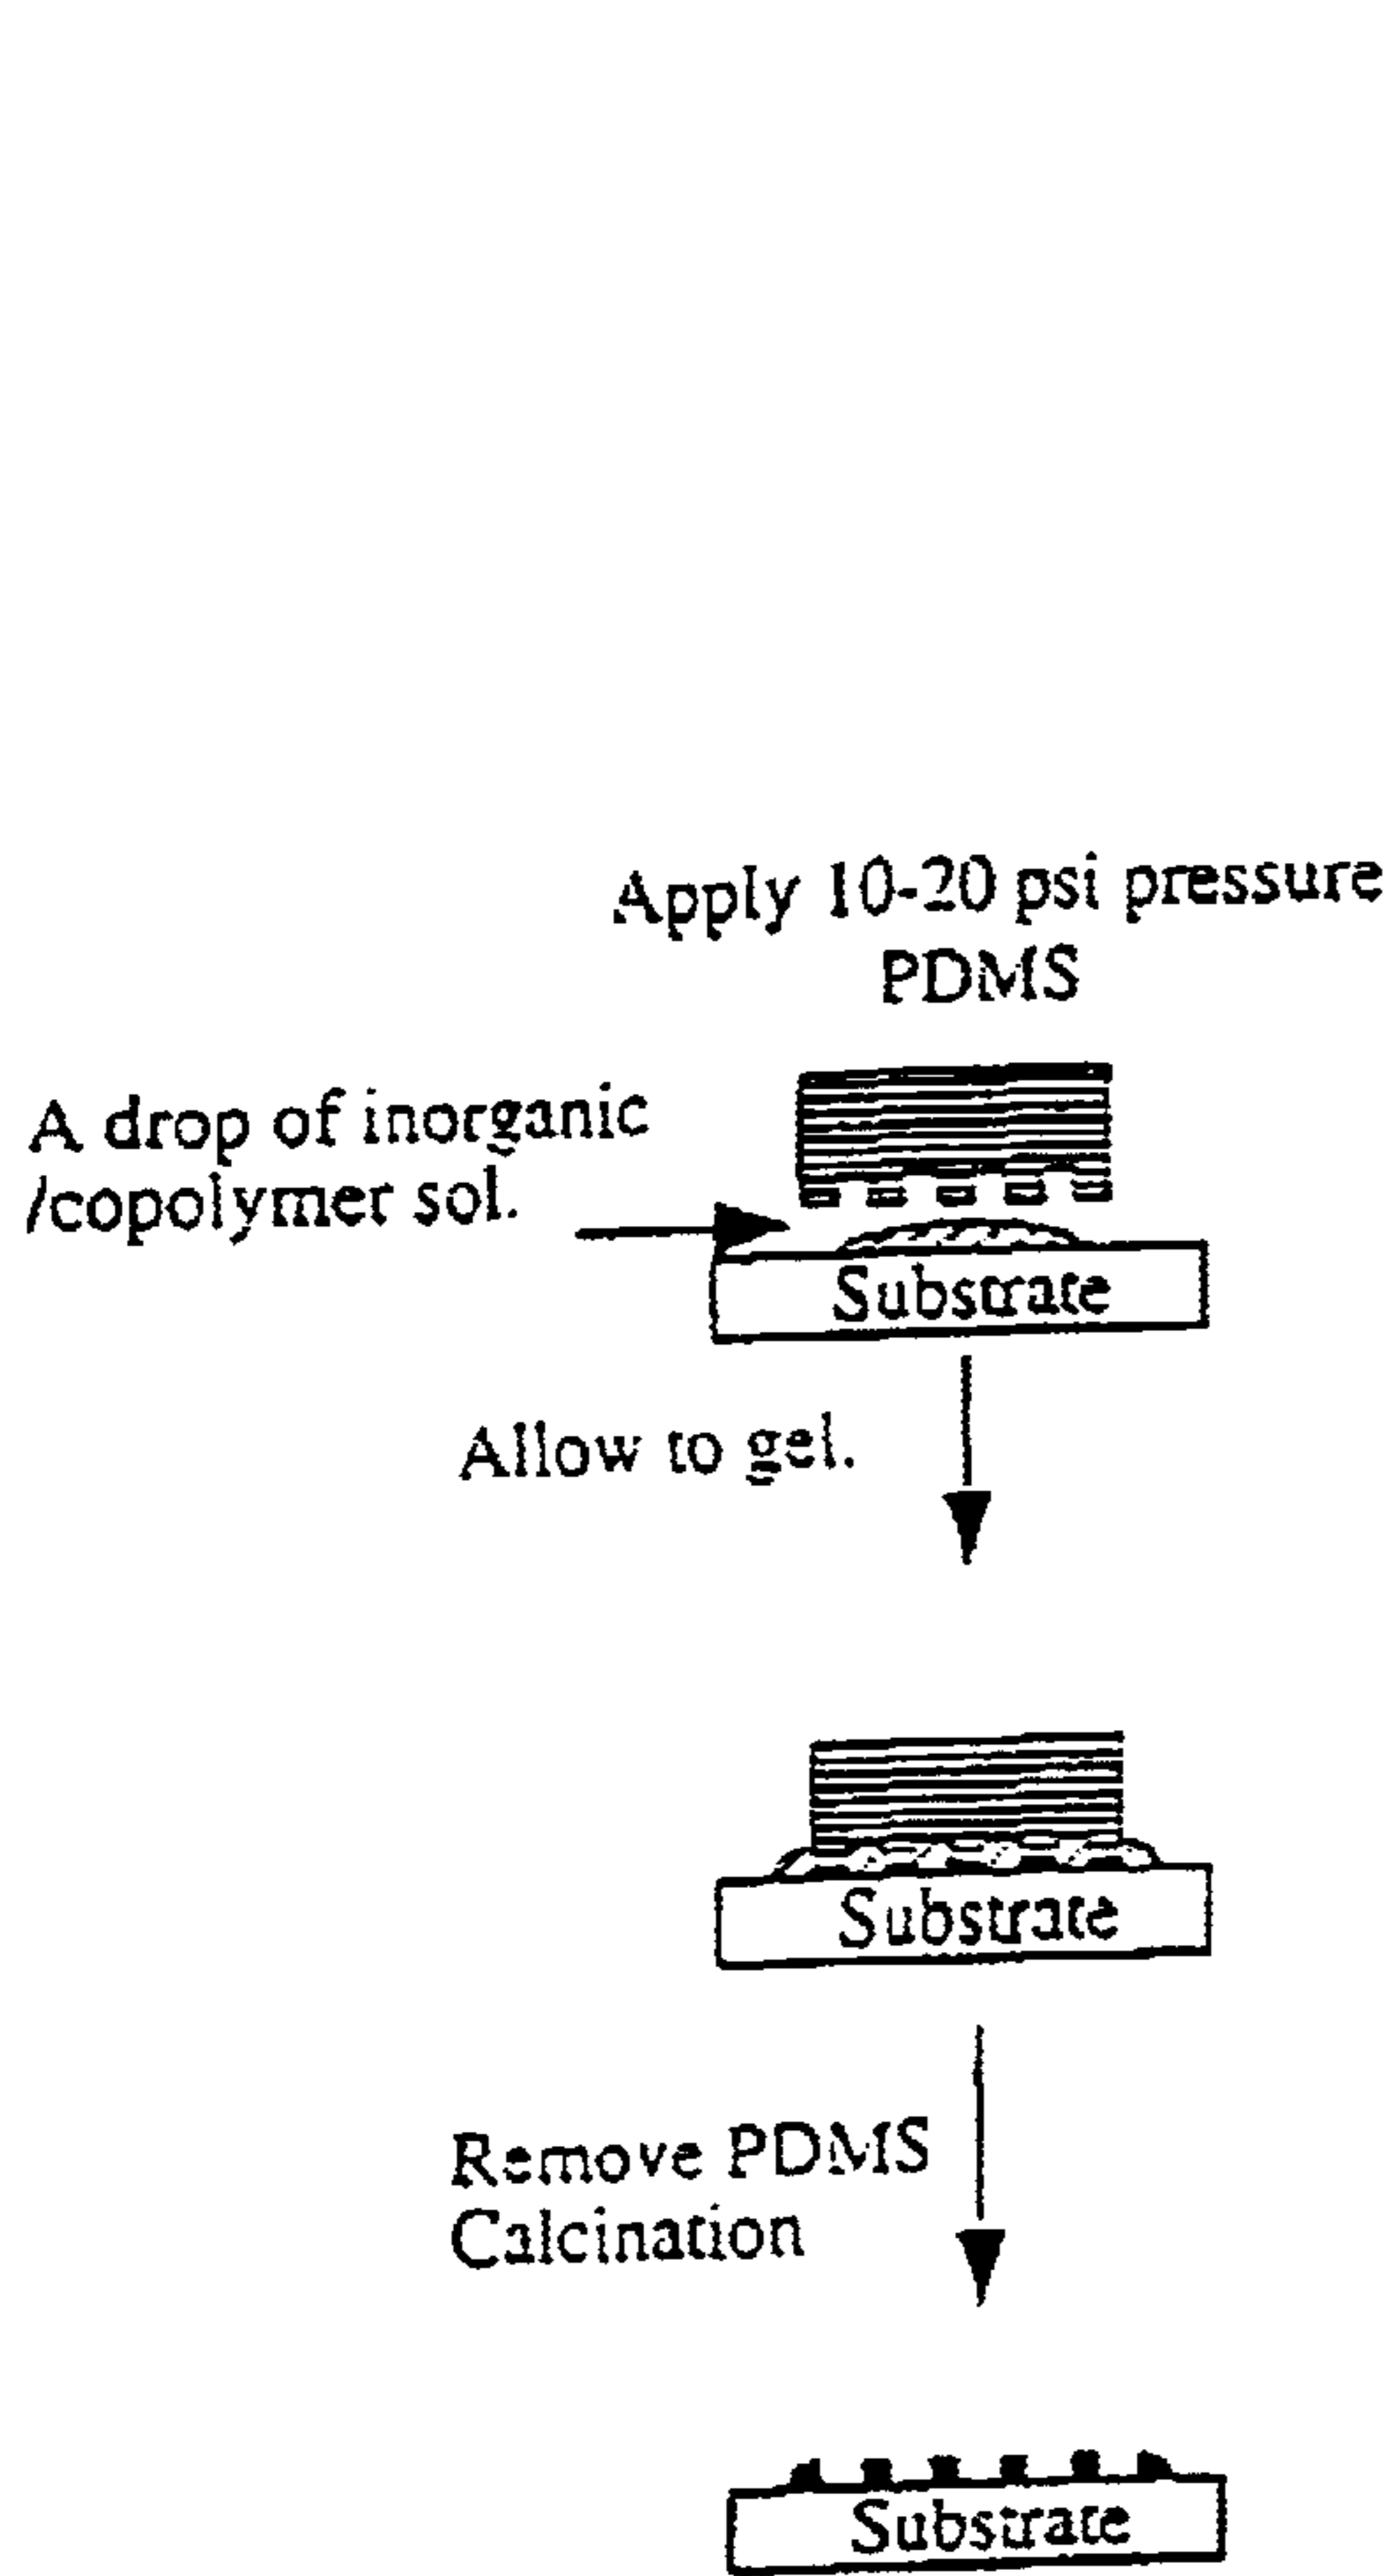 Apply 10-20 psi pressure
PDMS
A drop of inorganic
/copolymer sol.
Substrate
Allow to gel.
Substrate
Remove PDMS
Calcination
Substrate